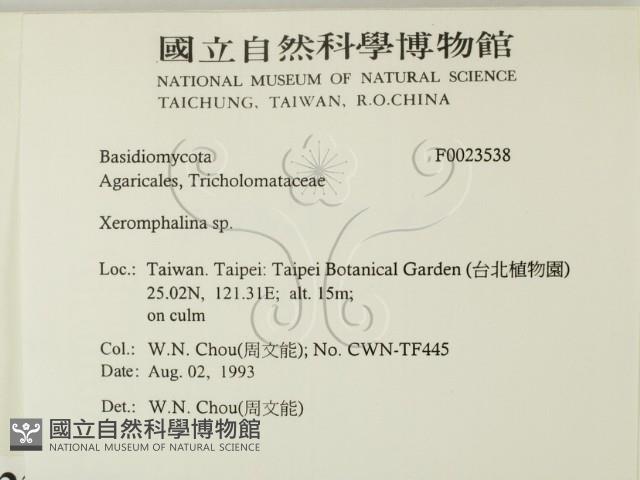 國立自然科學博物館
NATIONAL MUSEUM OF NATURAL SCIENCE
TAICHUNG, TAIWAN, R.O.CHINA
Basidiomycota F0023538
Agaricales, Tricholomataceae
Xeromphalina sp.
Loc.: Taiwan. Taipei: Taipei Botanical Garden (台北植物園)
25.02N, 121.31E; alt. 15m;
on culm
Col.: W.N. Chou(周文能); No. CWN-TF445
Date: Aug. 02, 1993
Det.: W.N. Chou(周文能)
國立自然科學博物館
NATIONAL MUSEUM OF NATURAL SCIENCE